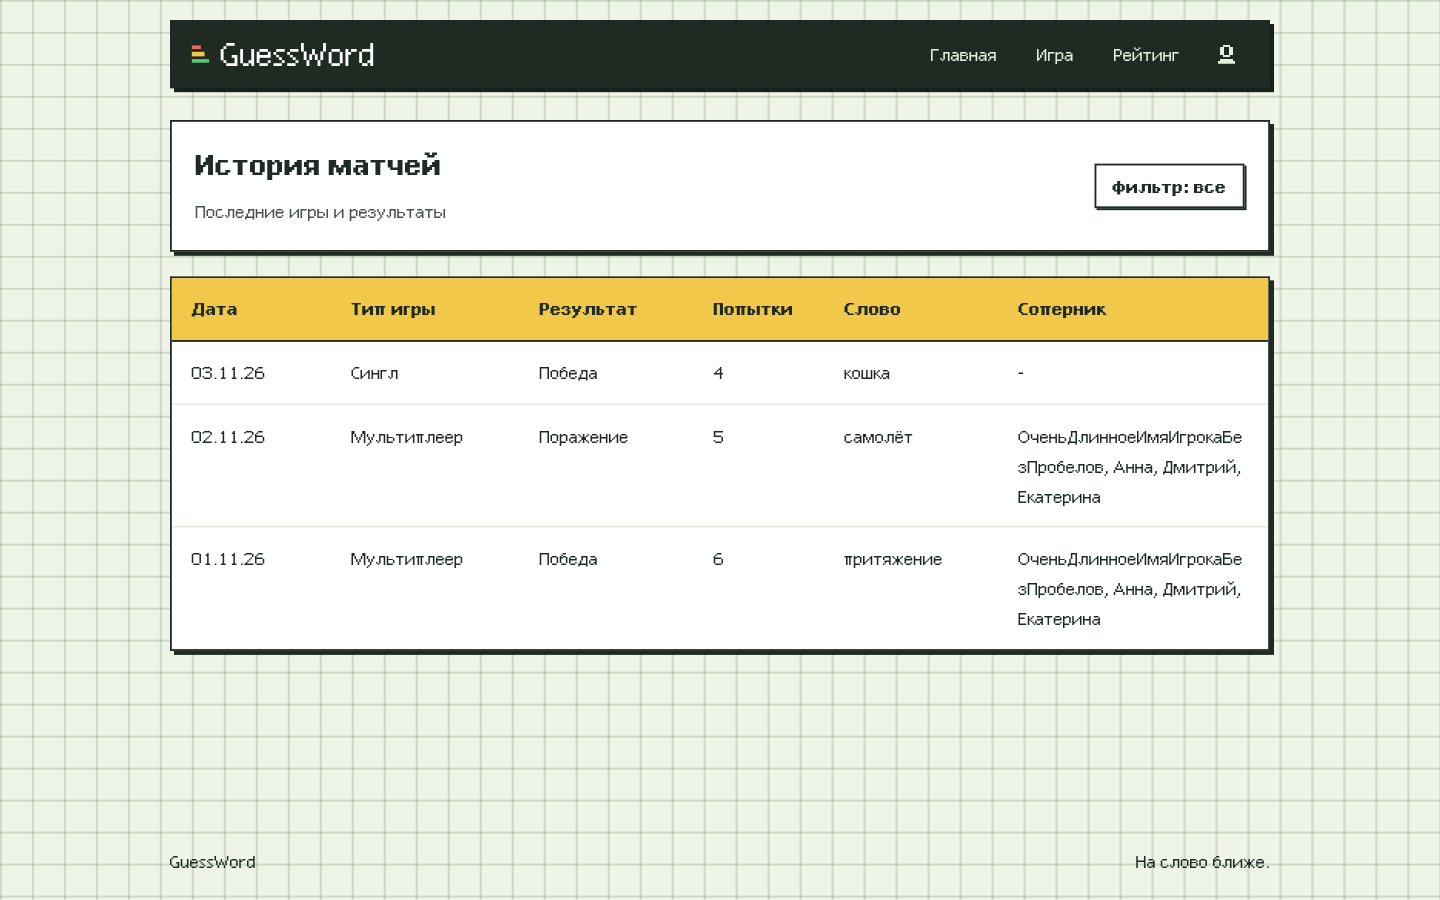 GuessWord
Главная Игра Рейтинг
История матчей
Последние игры и результаты
Фильтр: все
Дата Тип игры Результат Попытки Слово Соперник
03.11.26 Сингл Победа 4 кошка -
02.11.26 Мультиплеер Поражение 5 самолёт ОченьДлинноеИмяИгрокаБе
зПробелов, Анна, Дмитрий,
Екатерина
01.11.26 Мультиплеер Победа 6 притяжение ОченьДлинноеИмяИгрокаБе
зПробелов, Анна, Дмитрий,
Екатерина
GuessWord
На слово ближе.